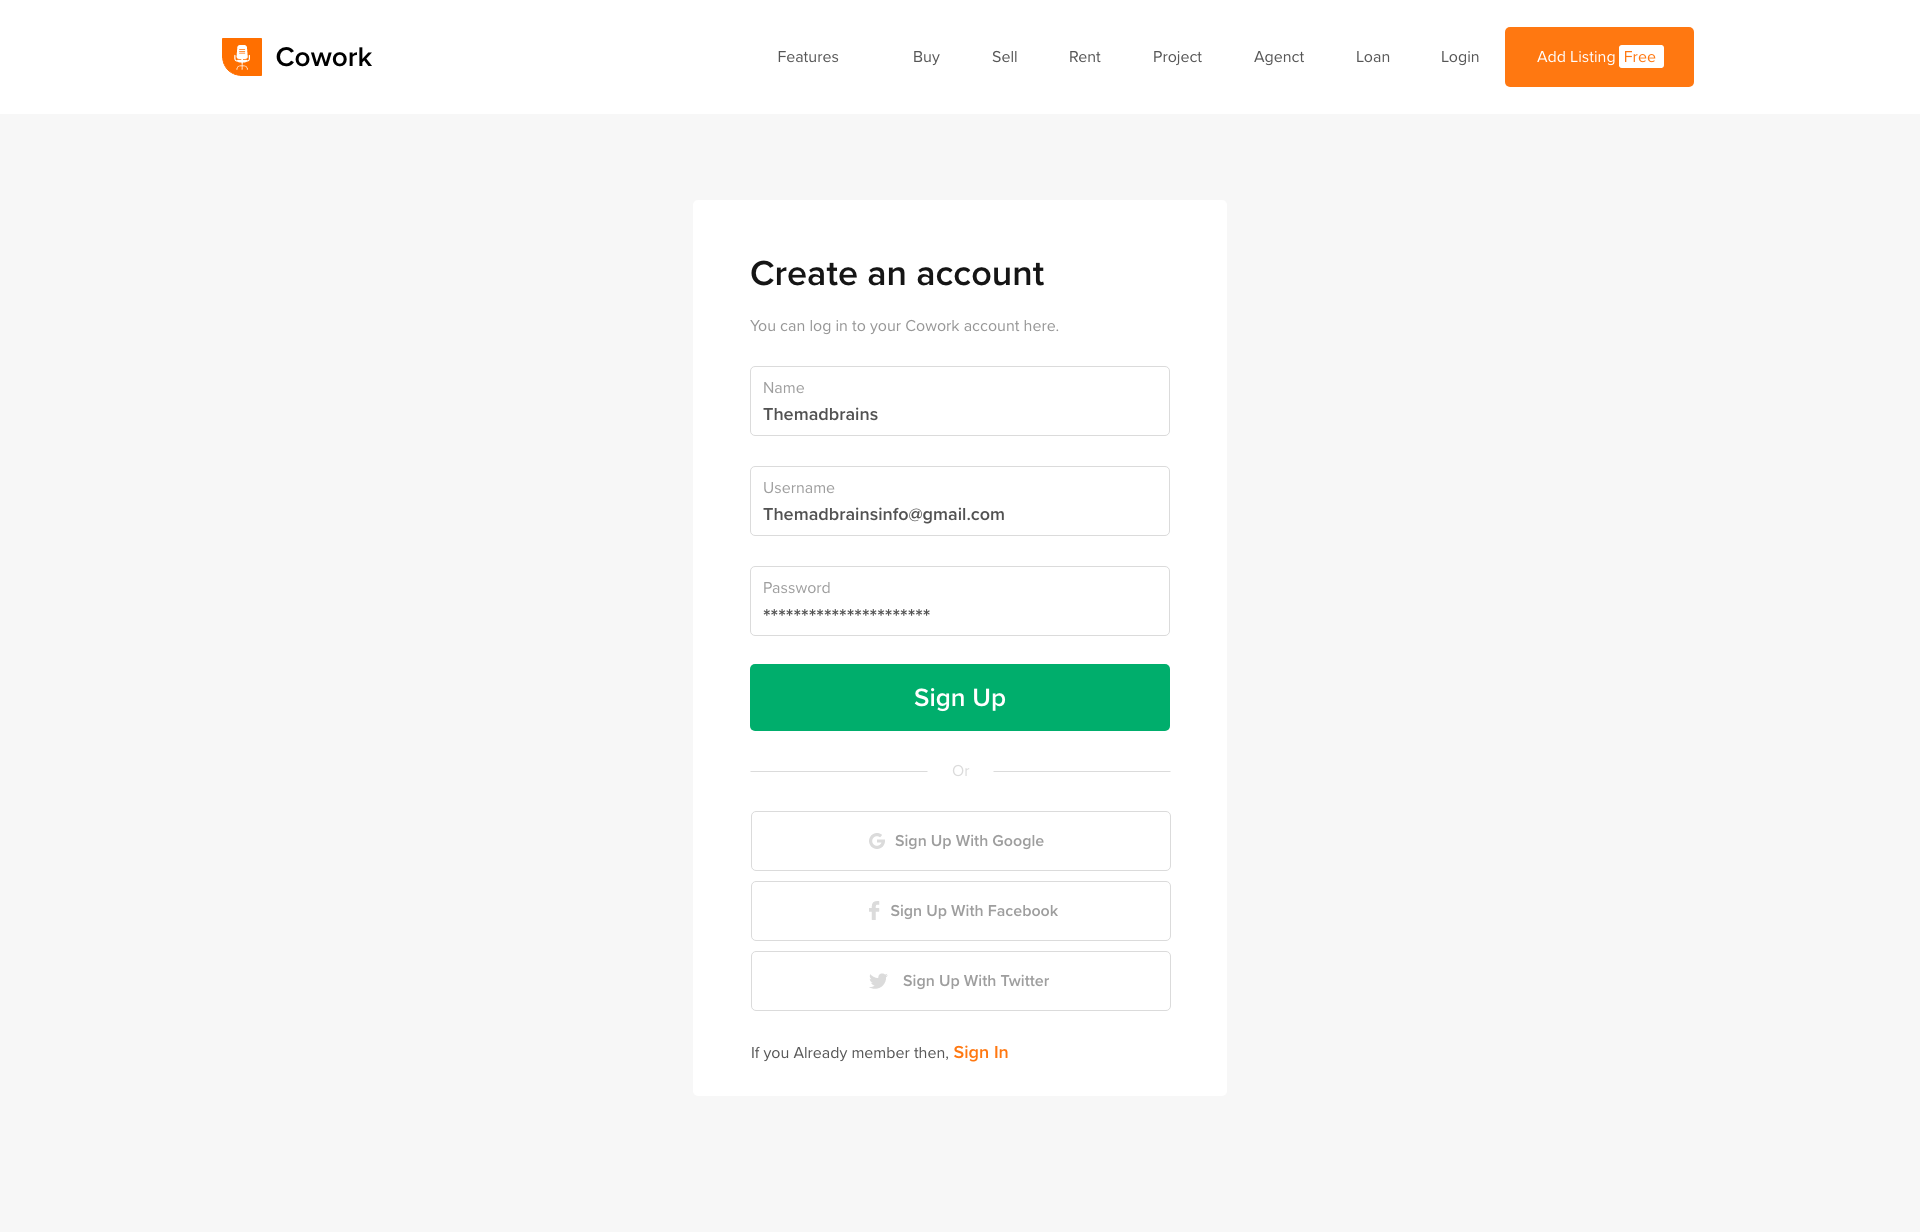 Cowork
Features Buy Sell Rent Project Agenct Loan Login Add Listing Free
Create an account
You can log in to your Cowork account here.
Name
Themadbrains
Username
Themadbrainsinfo@gmail.com
Password
**********************
Sign Up
Or
Sign Up With Google
Sign Up With Facebook
Sign Up With Twitter
If you Already member then, Sign In